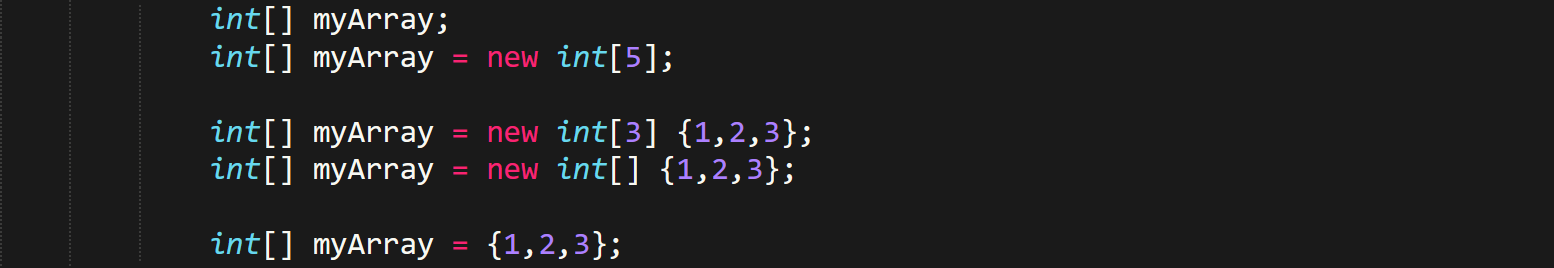 int[] myArray;
int[] myArray = new int[5];
int[] myArray = new int[3] {1,2,3};
int[] myArray = new int[] {1,2,3};
int[] myArray = {1,2,3};